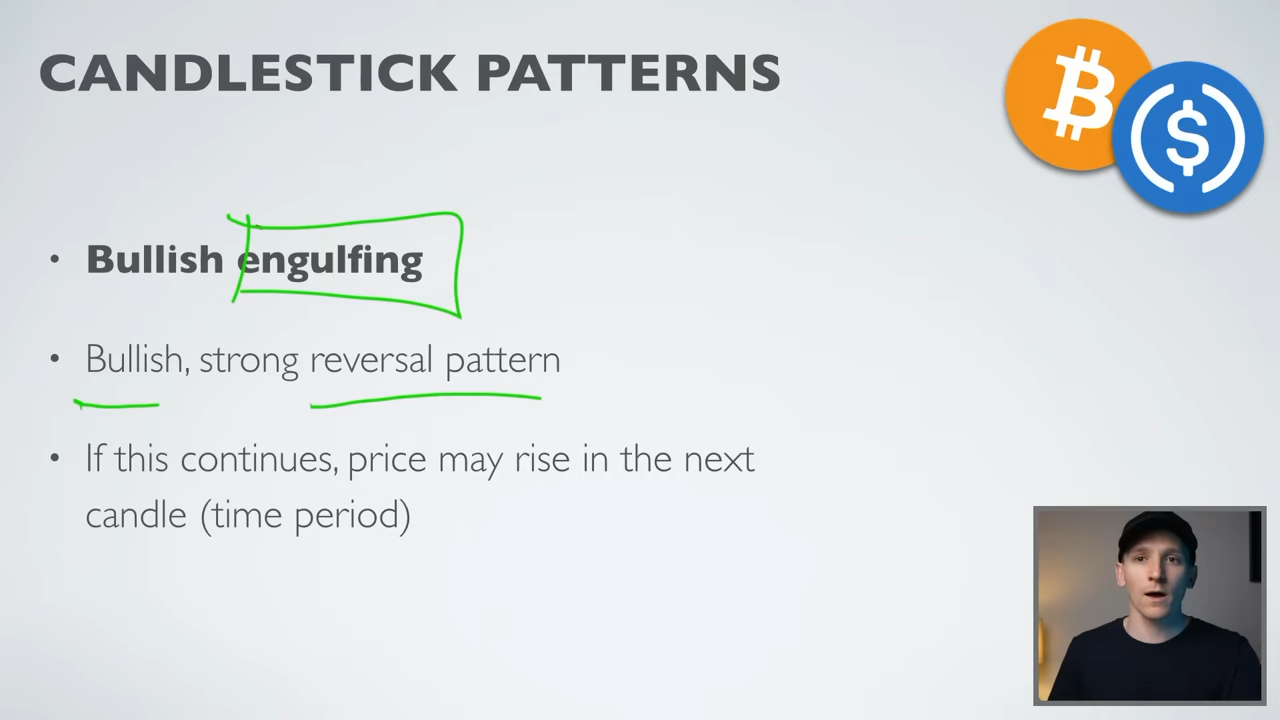 CANDLESTICK PATTERNS
• Bullish engulfing
• Bullish, strong reversal pattern
• If this continues, price may rise in the next
candle (time period)